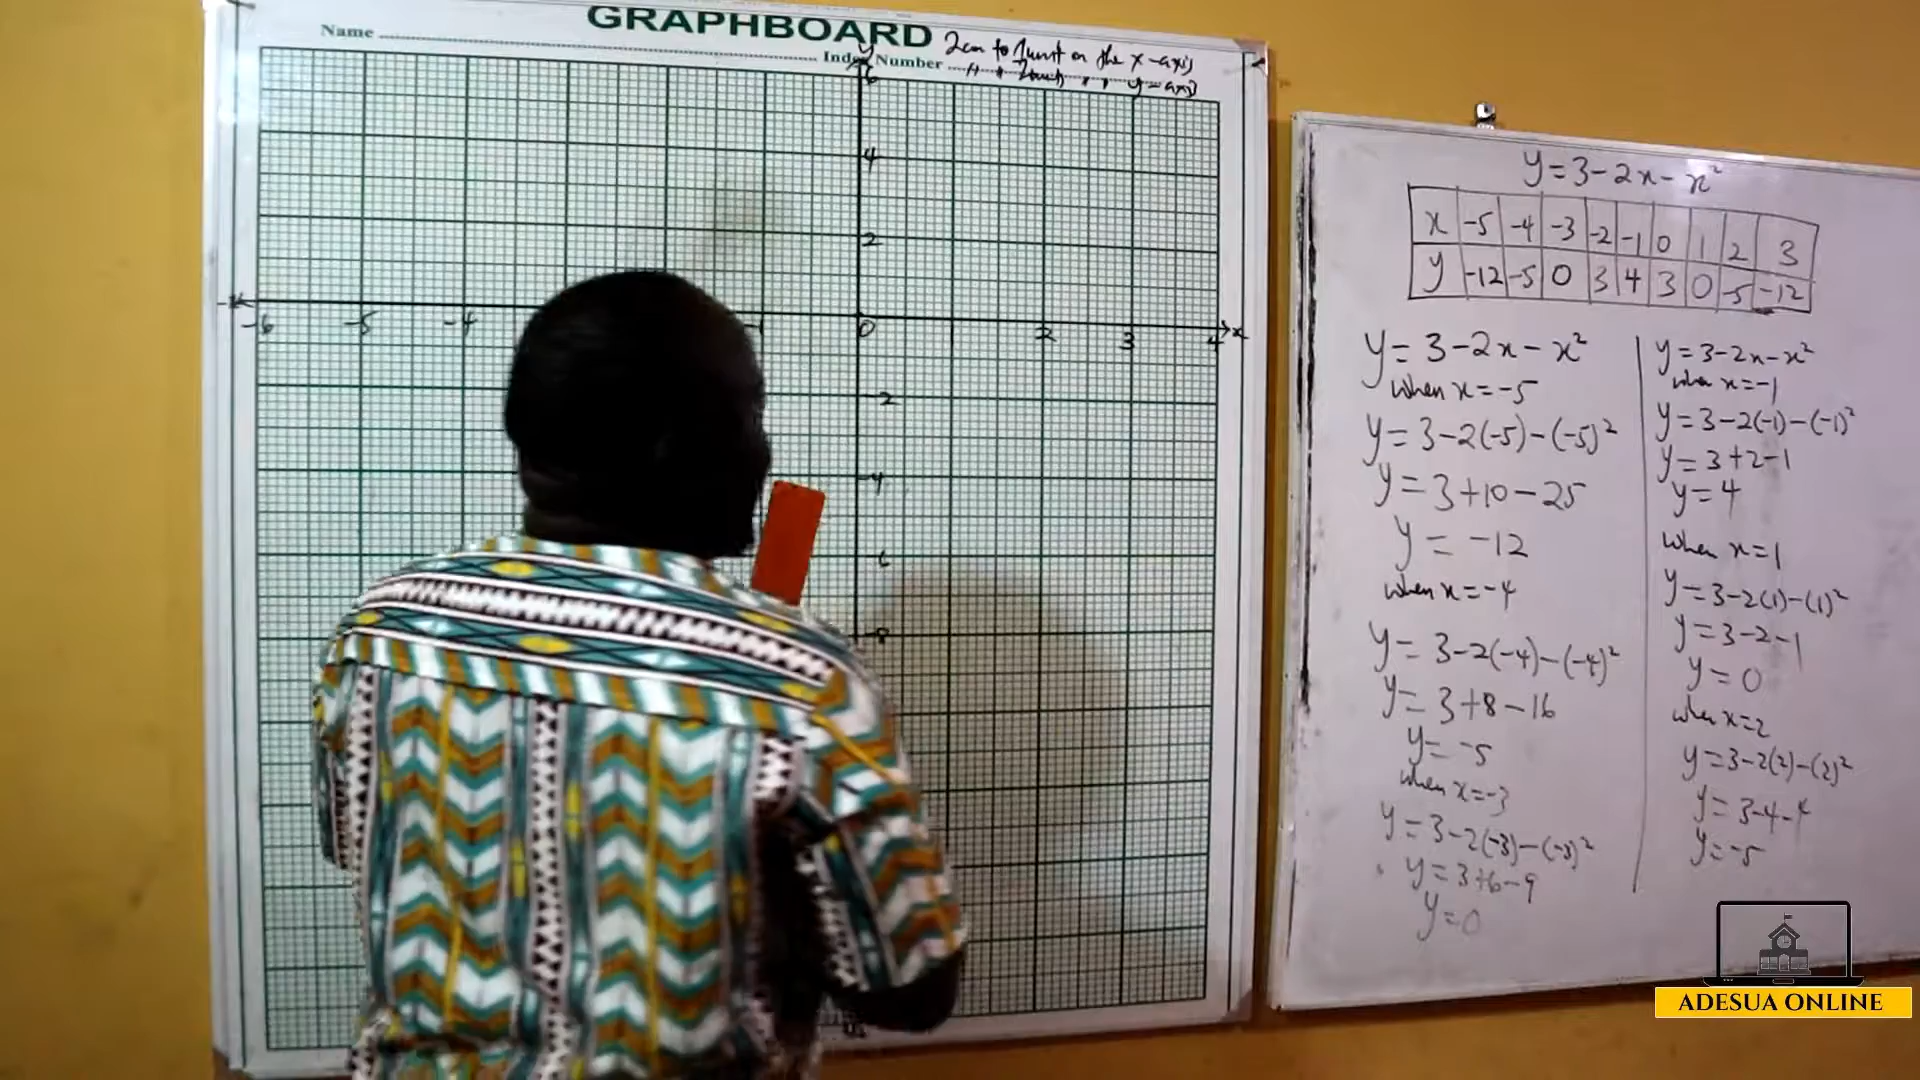 GRAPHBOARD
Name
Index Number
2cm to 1unit on the x-axis
" " 2units " " y-axis
y
6
4
2
-6 -5 -4 -1 0 2 3 4 x
-2
-4
-8
y=3-2x-x²
x -5 -4 -3 -2 -1 0 1 2 3
y -12 -5 0 3 4 3 0 -5 -12
y=3-2x-x²
when x=-5
y=3-2(-5)-(-5)²
y=3+10-25
y=-12
when x=-4
y=3-2(-4)-(-4)²
y=3+8-16
y=-5
when x=-3
y=3-2(-3)-(-3)²
y=3+6-9
y=0
y=3-2x-x²
when x=-1
y=3-2(-1)-(-1)²
y=3+2-1
y=4
when x=1
y=3-2(1)-(1)²
y=3-2-1
y=0
when x=2
y=3-2(2)-(2)²
y=3-4-4
y=-5
ADESUA ONLINE